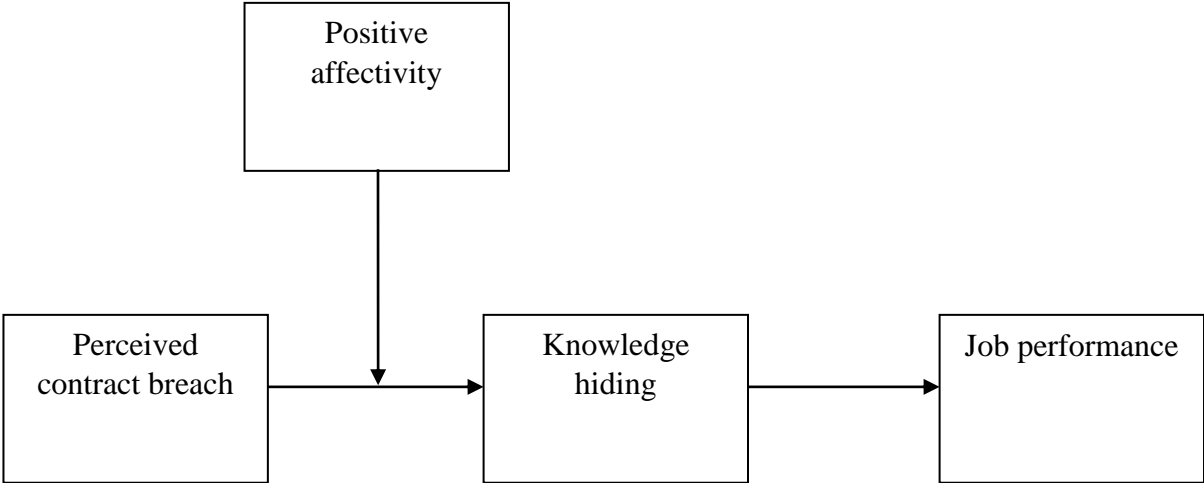 Positive
affectivity
Perceived
contract breach
Knowledge
hiding
Job performance